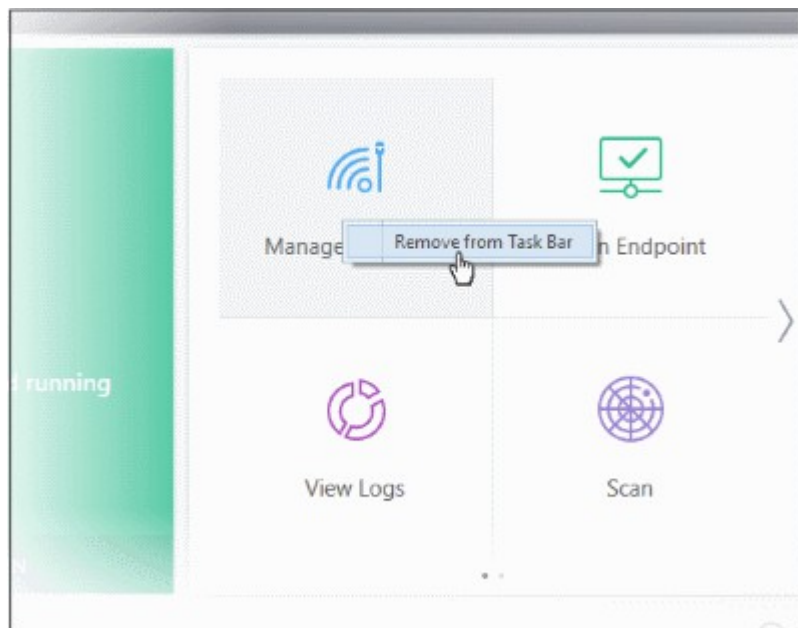 Manage
Remove from Task Bar
n Endpoint
d running
View Logs
Scan
N